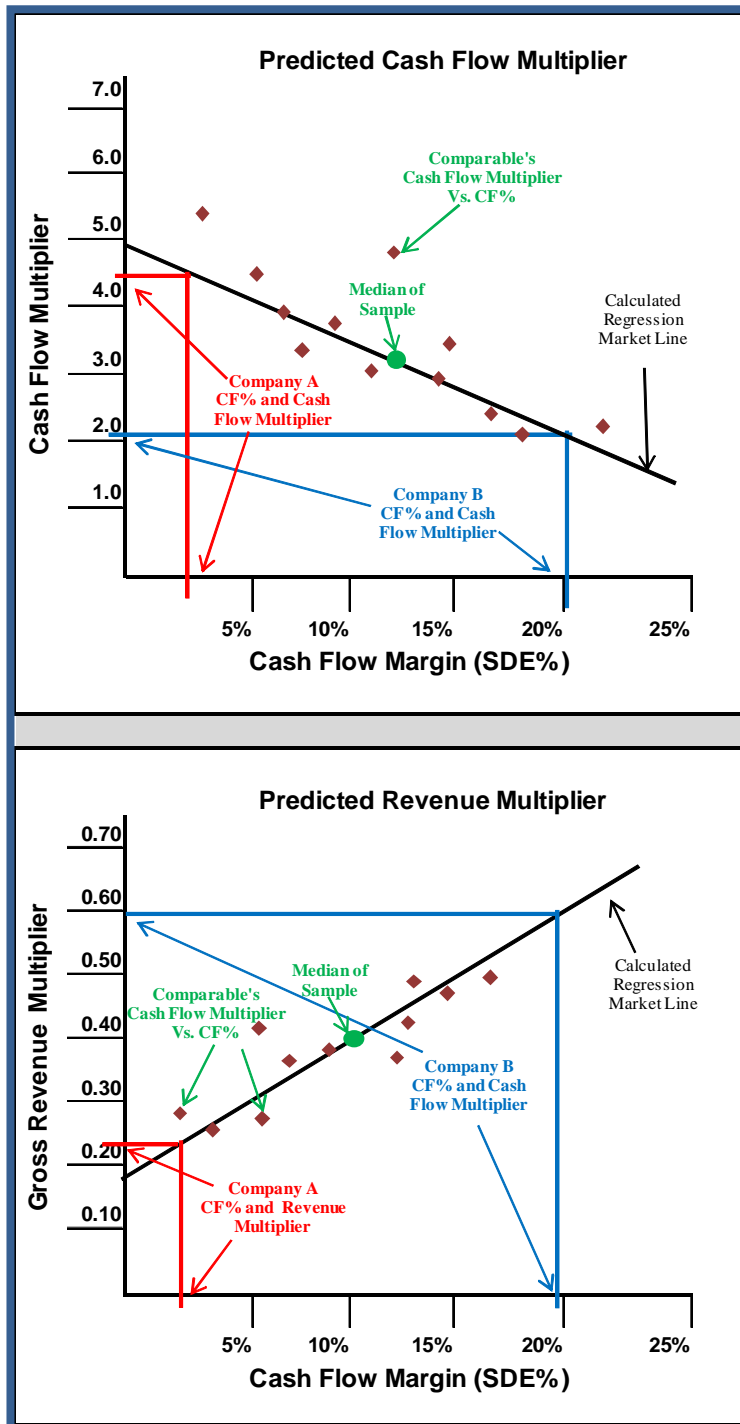 Predicted Cash Flow Multiplier
7.0
6.0
5.0
4.0
3.0
2.0
1.0
Cash Flow Multiplier
Comparable's
Cash Flow Multiplier
Vs. CF%
Median of
Sample
Calculated
Regression
Market Line
Company A
CF% and Cash
Flow Multiplier
Company B
CF% and Cash
Flow Multiplier
5%
10%
15%
20%
25%
Cash Flow Margin (SDE%)
Predicted Revenue Multiplier
0.70
0.60
0.50
0.40
0.30
0.20
0.10
Gross Revenue Multiplier
Median of
Sample
Comparable's
Cash Flow Multiplier
Vs. CF%
Calculated
Regression
Market Line
Company B
CF% and Cash
Flow Multiplier
Company A
CF% and Revenue
Multiplier
5%
10%
15%
20%
25%
Cash Flow Margin (SDE%)